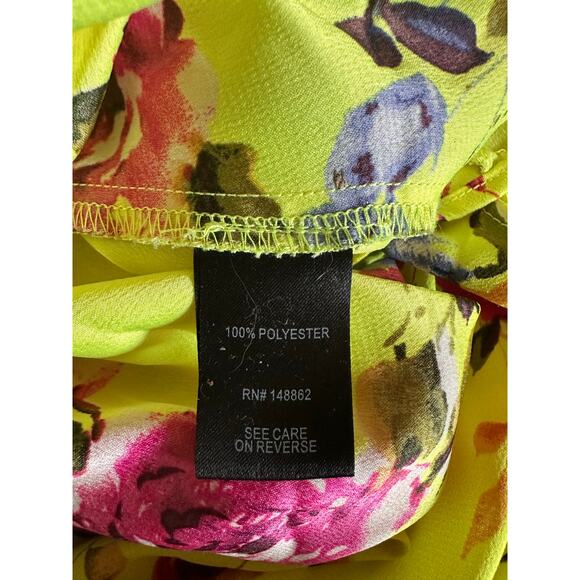 100% POLYESTER
RN# 148862
SEE CARE
ON REVERSE